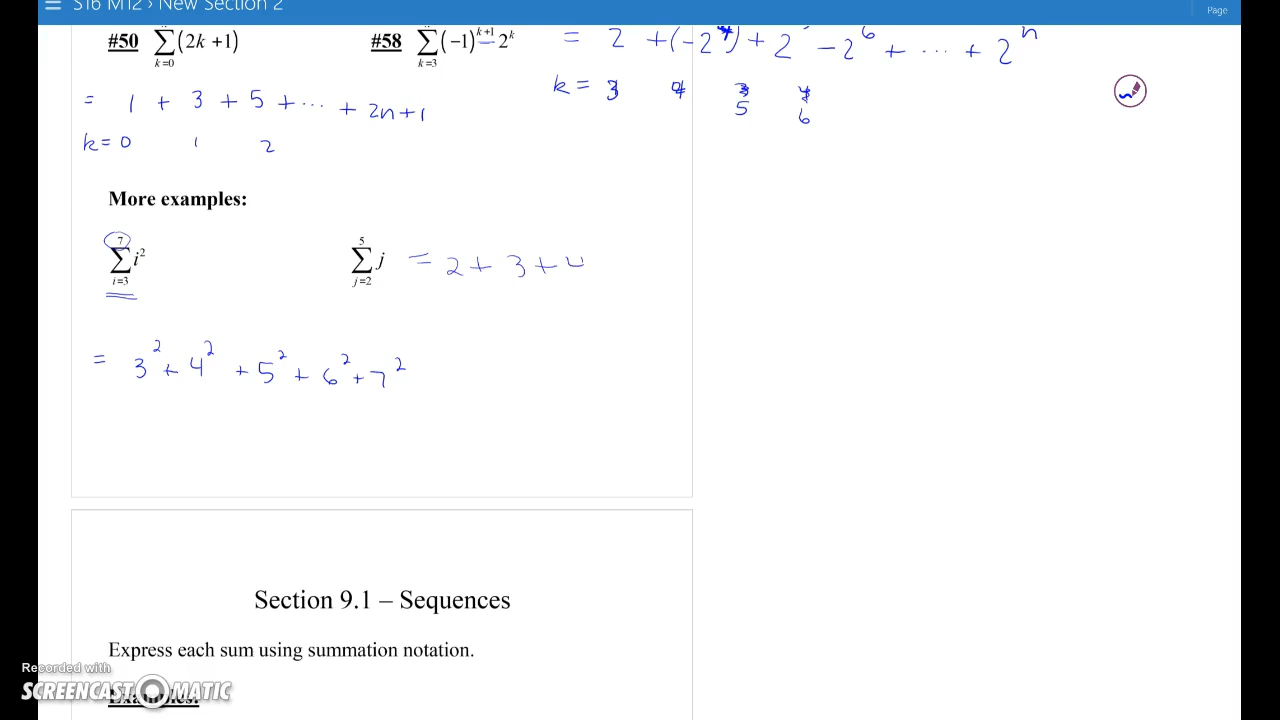 S16 M12 › New Section 2
Page
#50 ∑ k=0 (2k +1)
#58 ∑ k=3 (−1)^{k+1} 2^k
= 2 + (−2^4) + 2 − 2^6 + ⋯ + 2^n
k = 3 4 5 6
= 1 + 3 + 5 + ⋯ + 2n+1
k = 0 1 2
More examples:
7 ∑ i=3 i²
5 ∑ j=2 j = 2 + 3 + 4
= 3² + 4² + 5² + 6² + 7²
Section 9.1 – Sequences
Express each sum using summation notation.
Examples:
Recorded with
SCREENCAST-O-MATIC